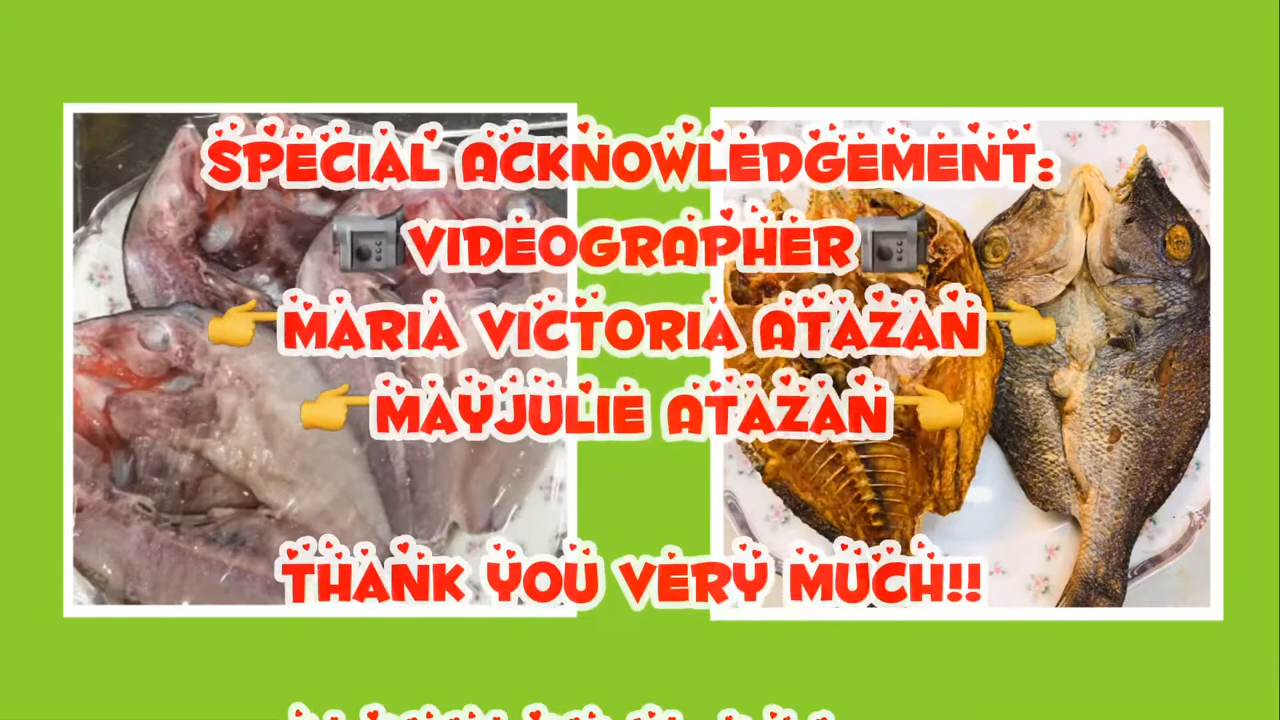 SPECIAL ACKNOWLEDGEMENT:
VIDEOGRAPHER
MARIA VICTORIA ATAZAN
MAYJULIE ATAZAN
THANK YOU VERY MUCH!!